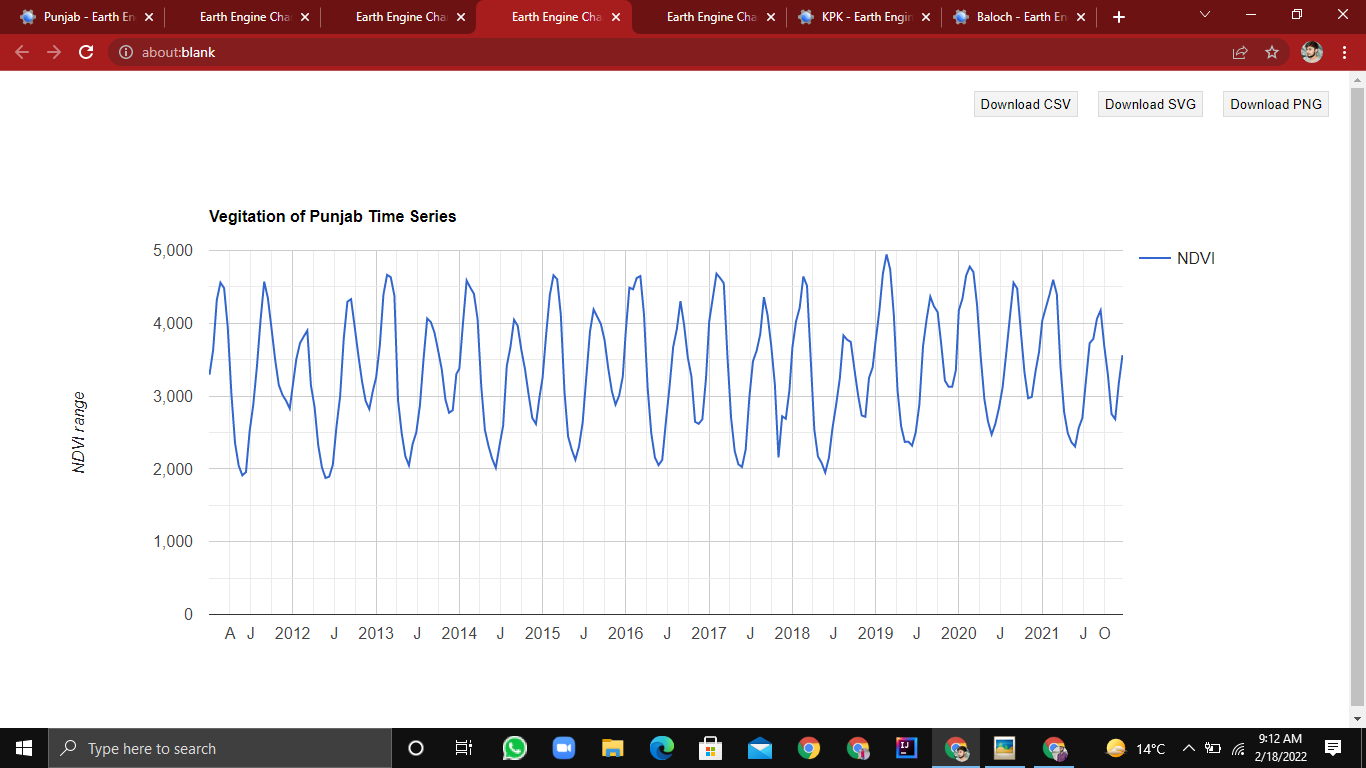 Punjab - Earth En
Earth Engine Cha
Earth Engine Cha
Earth Engine Cha
Earth Engine Cha
KPK - Earth Engin
Baloch - Earth En
about:blank
Download CSV
Download SVG
Download PNG
Vegitation of Punjab Time Series
5,000
4,000
3,000
2,000
1,000
0
NDVI range
NDVI
A J 2012 J 2013 J 2014 J 2015 J 2016 J 2017 J 2018 J 2019 J 2020 J 2021 J O
Type here to search
IJ
14°C
9:12 AM
2/18/2022